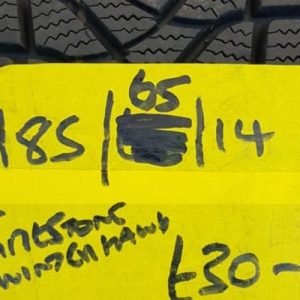 65
185/ /14
FIRESTONE
WINTERHAWK
£30-